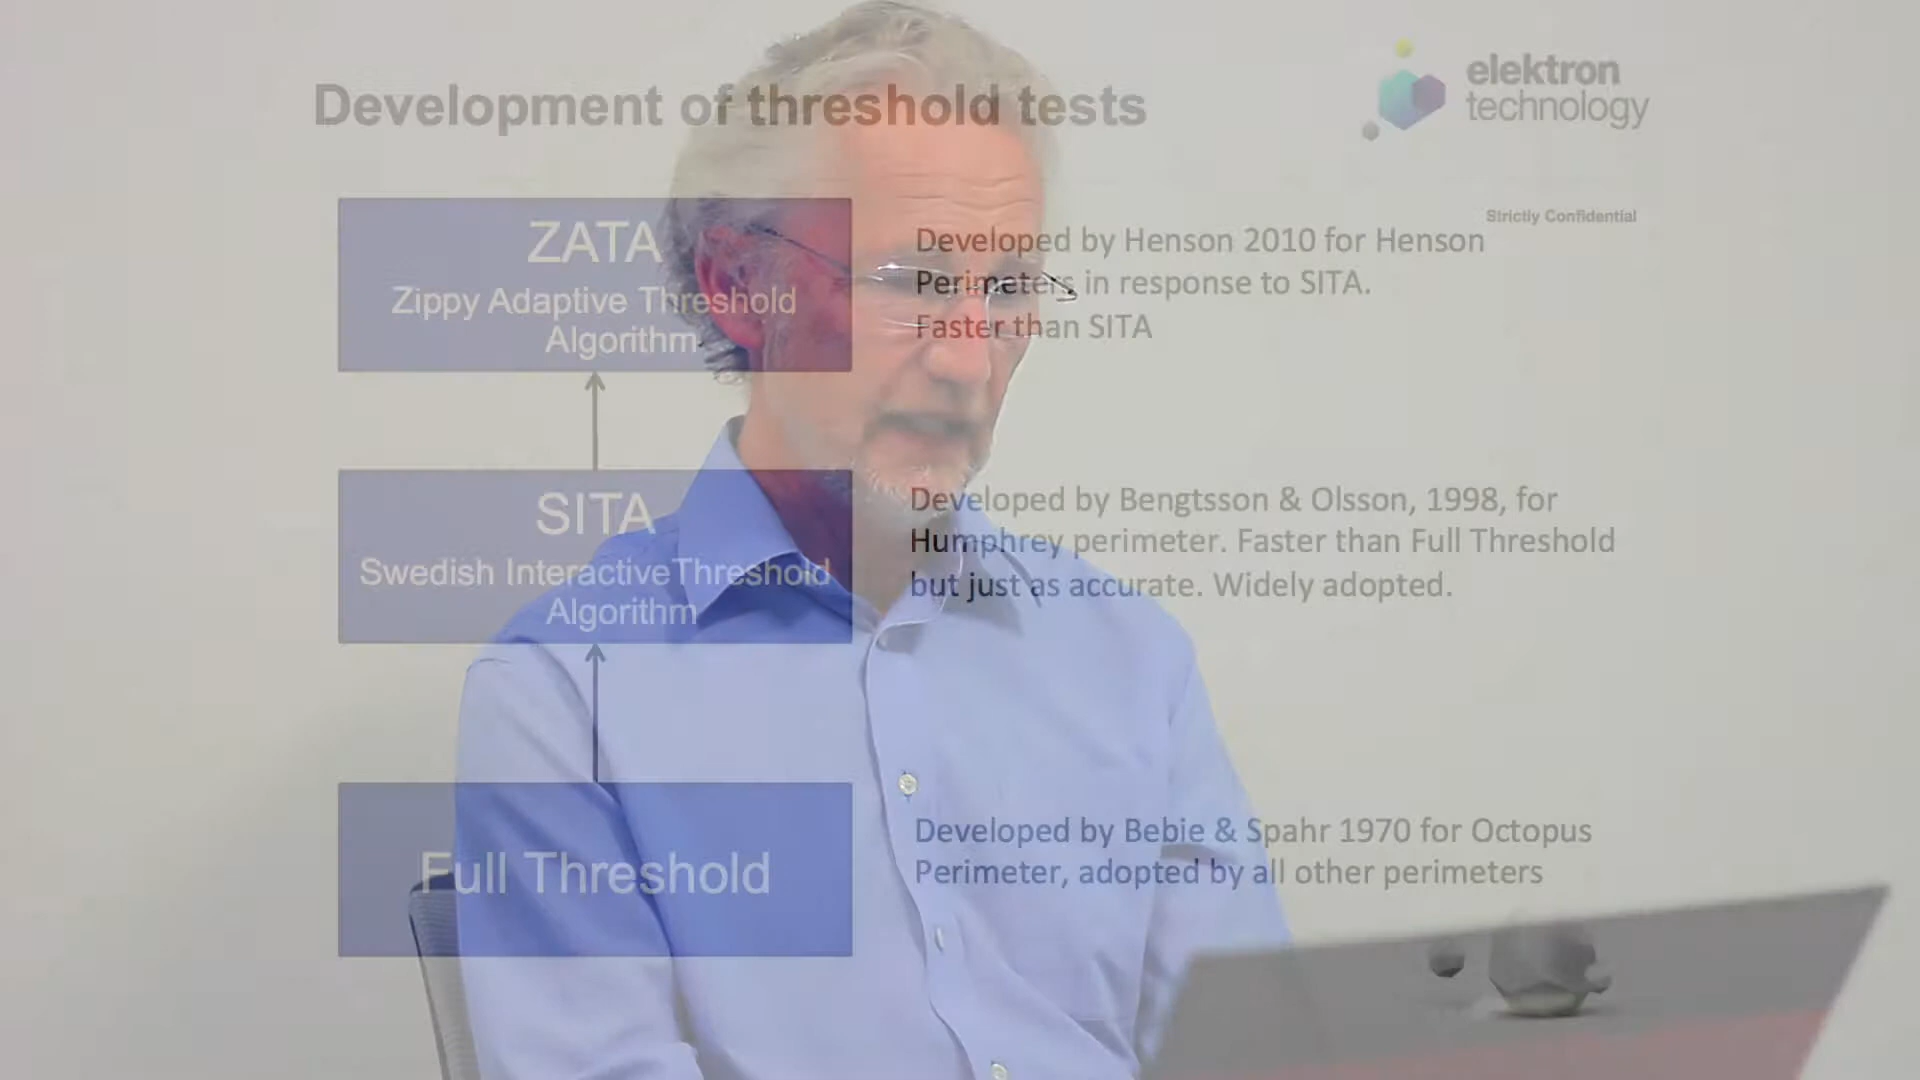 Development of threshold tests
elektron
technology
Strictly Confidential
ZATA
Zippy Adaptive Threshold
Algorithm
Developed by Henson 2010 for Henson
Perimeters in response to SITA.
Faster than SITA
SITA
Swedish InteractiveThreshold
Algorithm
Developed by Bengtsson & Olsson, 1998, for
Humphrey perimeter. Faster than Full Threshold
but just as accurate. Widely adopted.
Full Threshold
Developed by Bebie & Spahr 1970 for Octopus
Perimeter, adopted by all other perimeters